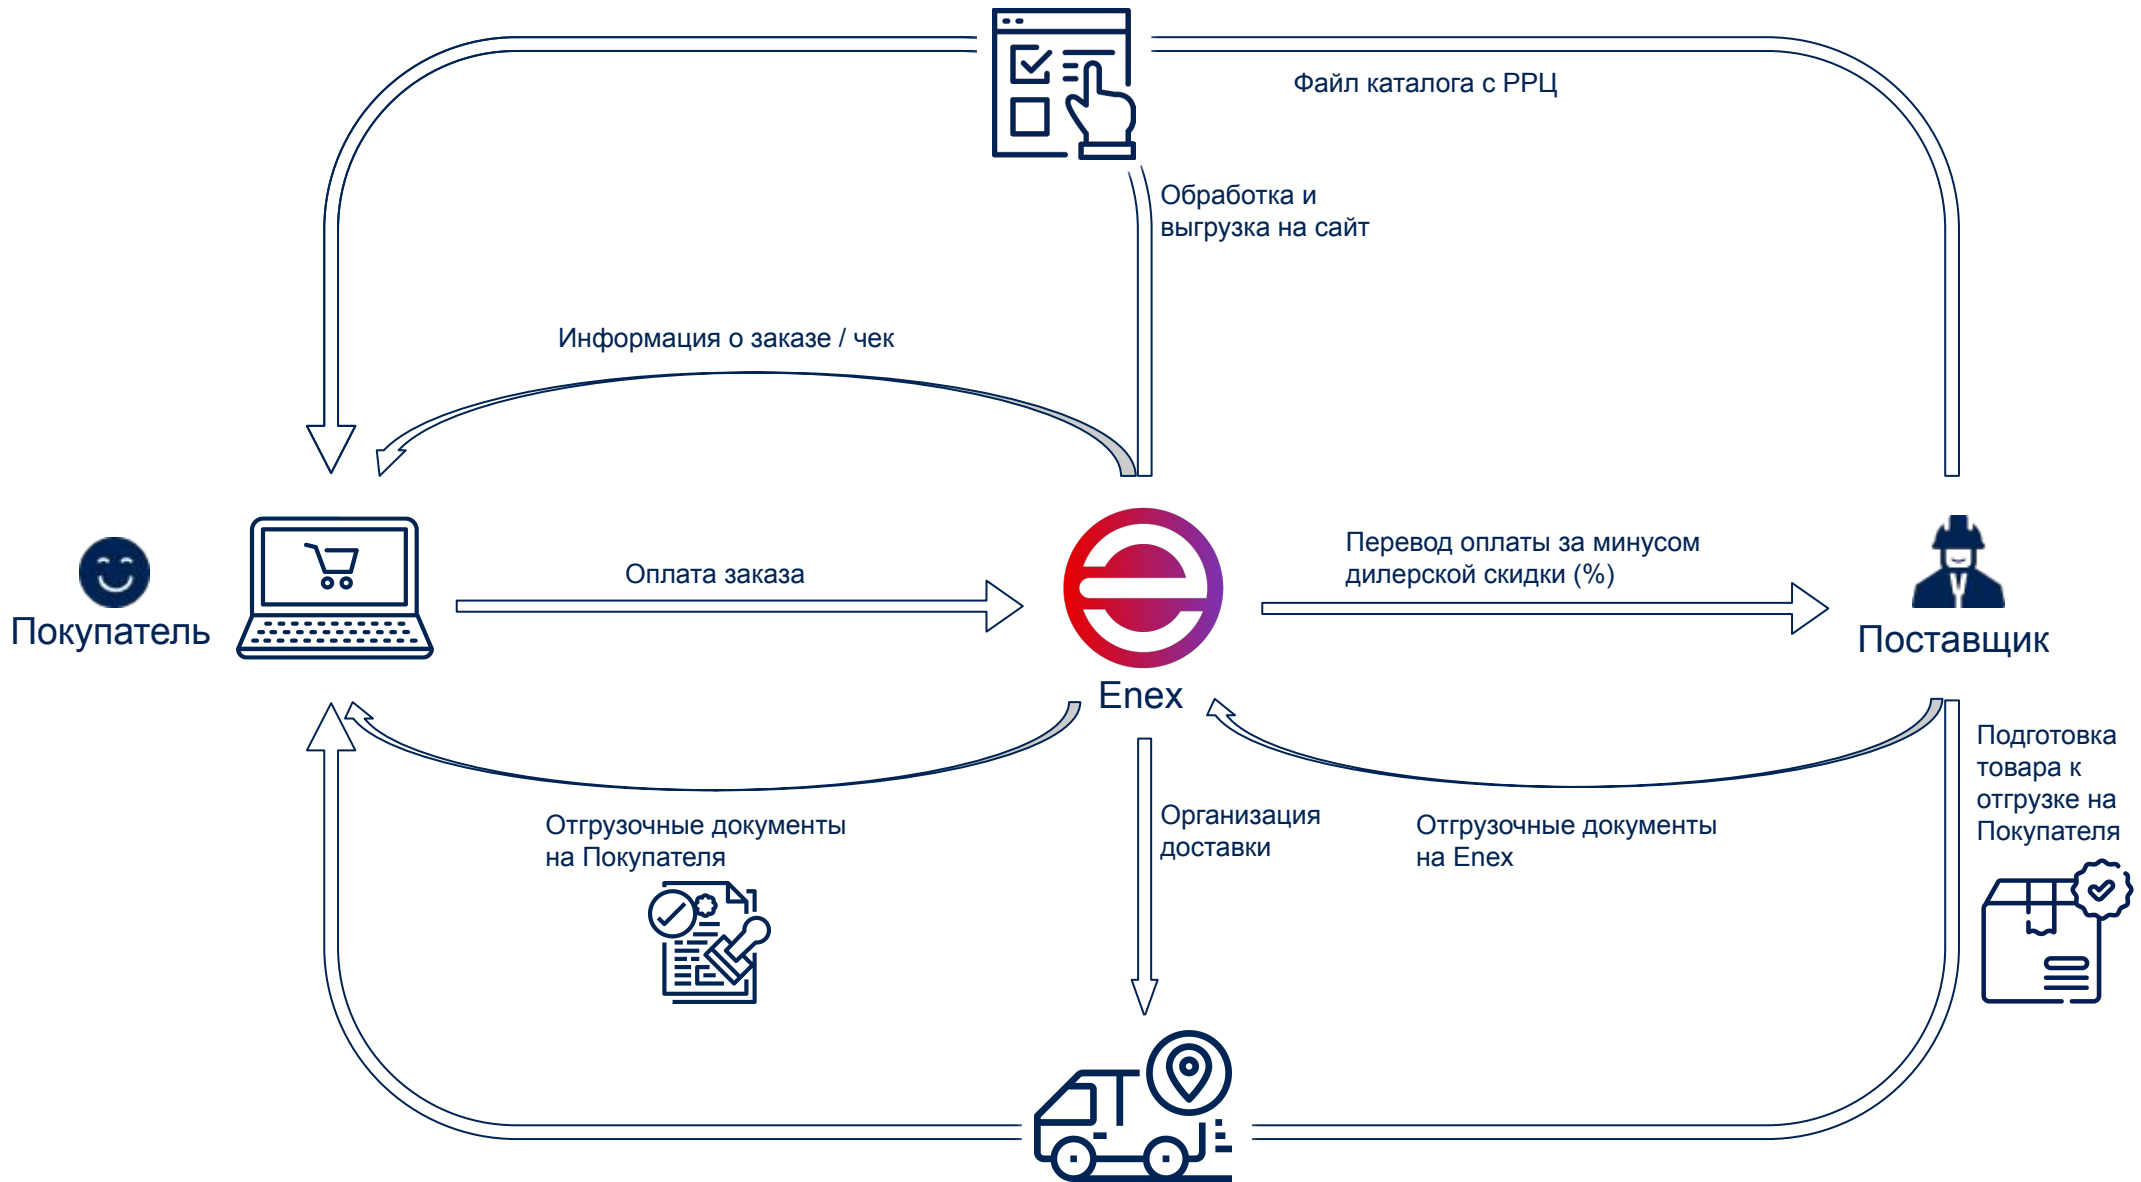 Файл каталога с РРЦ
Обработка и
выгрузка на сайт
Информация о заказе / чек
Покупатель
Оплата заказа
Enex
Перевод оплаты за минусом
дилерской скидки (%)
Поставщик
Отгрузочные документы
на Покупателя
Организация
доставки
Отгрузочные документы
на Enex
Подготовка
товара к
отгрузке на
Покупателя